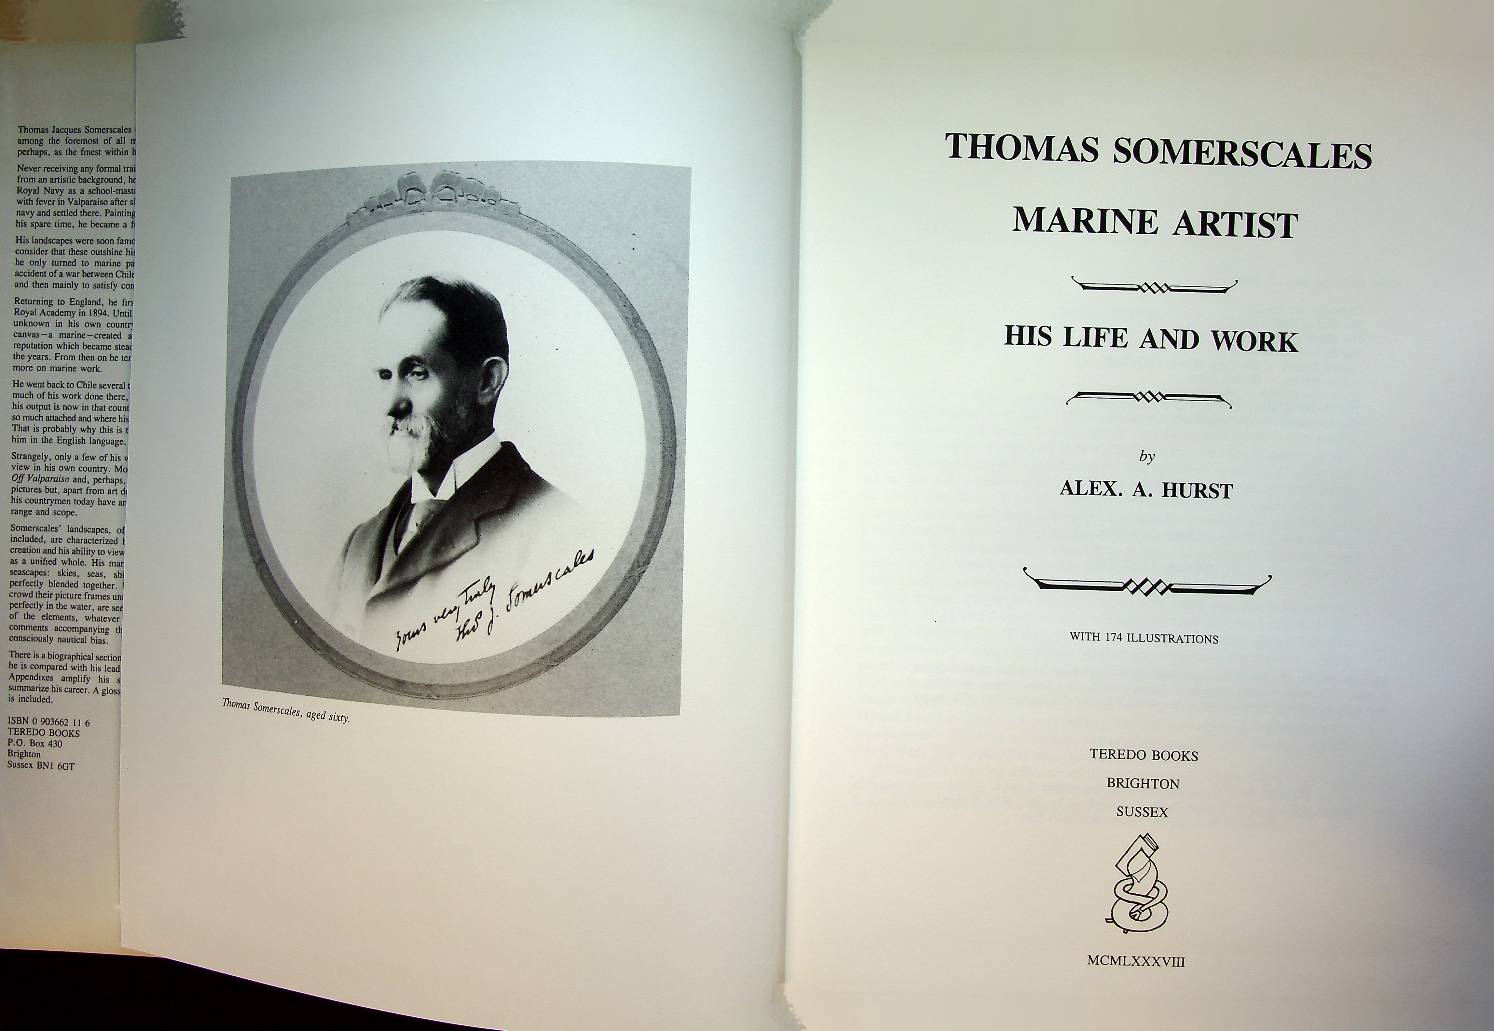 Thomas Jacques Somerscales
among the foremost of all
perhaps, as the finest within
Never receiving any formal
from an artistic background,
Royal Navy as a
with fever in Valparaiso after
navy and settled there. Painting
his spare time, he became a
His landscapes were soon
consider that these outshine
he only turned to marine
accident of a war between Chile
and then mainly to satisfy
Returning to England, he
Royal Academy in 1894. Until
unknown in his own
canvas—a marine—created a
reputation which became
the years. From then on he
more on marine work.
He went back to Chile several
much of his work done there,
his output is now in that
so much attached and where his
That is probably why this is
him in the English language.
Strangely, only a few of his
view in his own country.
Off Valparaiso and, perhaps,
pictures but, apart from art
his countrymen today have
range and scope.
Somerscales' landscapes, of
included, are characterized
creation and his ability to view
as a unified whole. His
seascapes: skies, seas,
perfectly blended together.
crowd their picture frames
perfectly in the water, are
of the elements, whatever
comments accompanying
consciously nautical bias.
There is a biographical section
he is compared with his
Appendixes amplify his
summarize his career. A
is included.
ISBN 0 903662 11 6
TEREDO BOOKS
P.O. Box 430
Brighton
Sussex BN1 6GT
yours very truly
Thos J. Somerscales
Thomas Somerscales, aged sixty.
THOMAS SOMERSCALES
MARINE ARTIST
HIS LIFE AND WORK
by
ALEX. A. HURST
WITH 174 ILLUSTRATIONS
TEREDO BOOKS
BRIGHTON
SUSSEX
MCMLXXXVIII